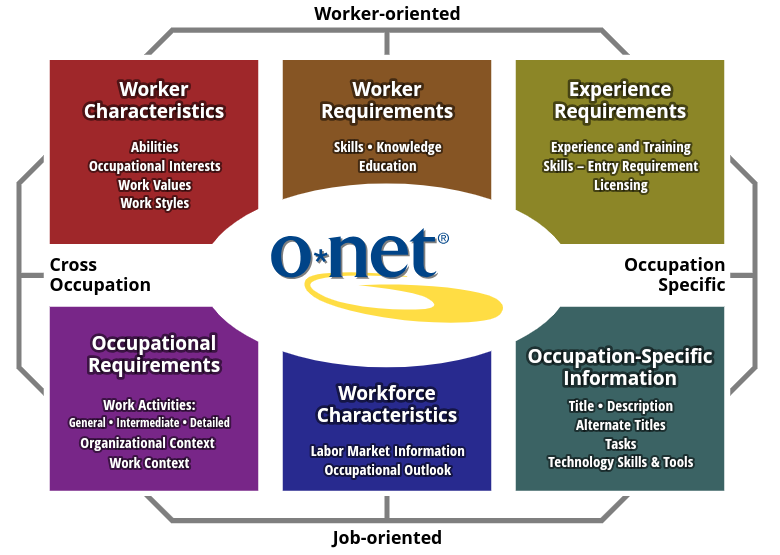 Worker-oriented
Worker
Characteristics
Abilities
Occupational Interests
Work Values
Work Styles
Worker
Requirements
Skills • Knowledge
Education
Experience
Requirements
Experience and Training
Skills – Entry Requirement
Licensing
o*net®
Cross
Occupation
Occupation
Specific
Occupational
Requirements
Work Activities:
General • Intermediate • Detailed
Organizational Context
Work Context
Workforce
Characteristics
Labor Market Information
Occupational Outlook
Occupation-Specific
Information
Title • Description
Alternate Titles
Tasks
Technology Skills & Tools
Job-oriented